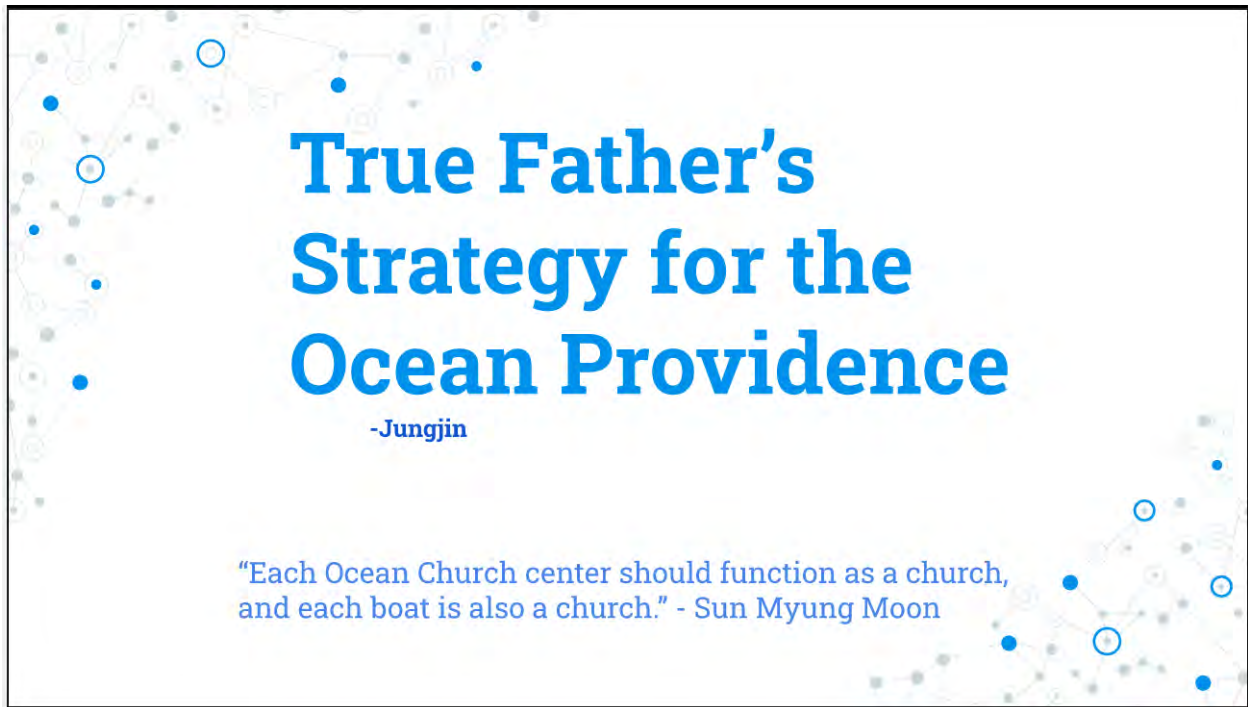 True Father’s
Strategy for the
Ocean Providence
-Jungjin
“Each Ocean Church center should function as a church,
and each boat is also a church.” - Sun Myung Moon